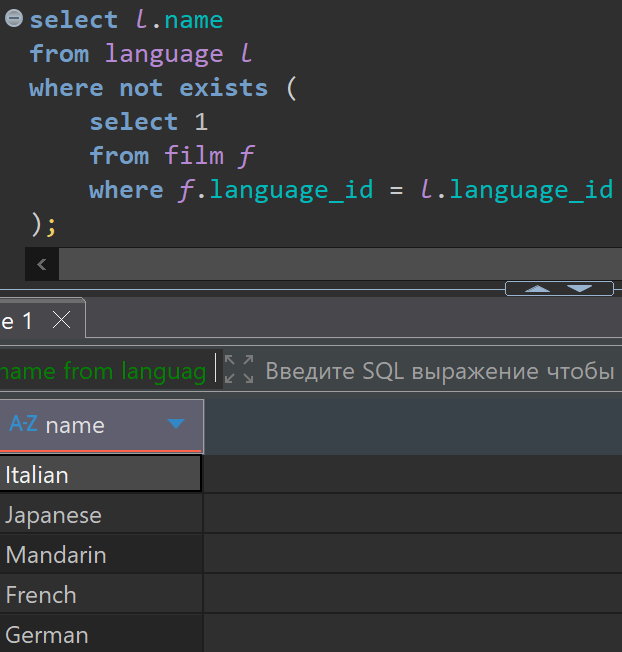 select l.name
from language l
where not exists (
select 1
from film f
where f.language_id = l.language_id
);
e 1
name from languag
Введите SQL выражение чтобы
A-Z name
Italian
Japanese
Mandarin
French
German